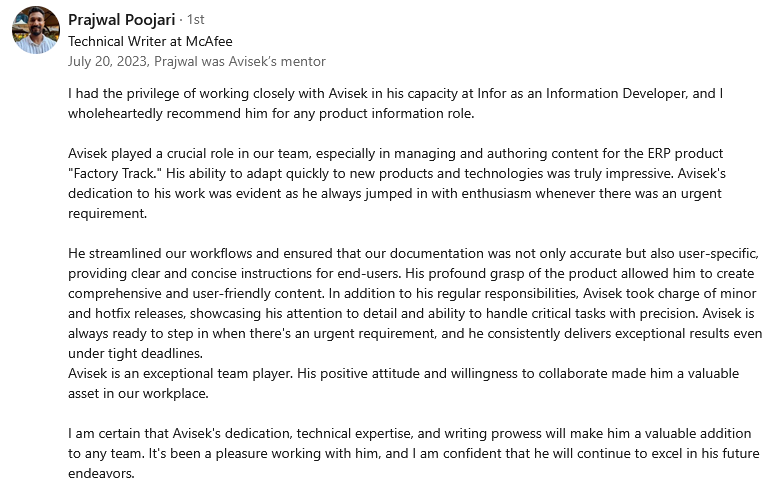 Prajwal Poojari · 1st
Technical Writer at McAfee
July 20, 2023, Prajwal was Avisek's mentor
I had the privilege of working closely with Avisek in his capacity at Infor as an Information Developer, and I
wholeheartedly recommend him for any product information role.
Avisek played a crucial role in our team, especially in managing and authoring content for the ERP product
"Factory Track." His ability to adapt quickly to new products and technologies was truly impressive. Avisek's
dedication to his work was evident as he always jumped in with enthusiasm whenever there was an urgent
requirement.
He streamlined our workflows and ensured that our documentation was not only accurate but also user-specific,
providing clear and concise instructions for end-users. His profound grasp of the product allowed him to create
comprehensive and user-friendly content. In addition to his regular responsibilities, Avisek took charge of minor
and hotfix releases, showcasing his attention to detail and ability to handle critical tasks with precision. Avisek is
always ready to step in when there's an urgent requirement, and he consistently delivers exceptional results even
under tight deadlines.
Avisek is an exceptional team player. His positive attitude and willingness to collaborate made him a valuable
asset in our workplace.
I am certain that Avisek's dedication, technical expertise, and writing prowess will make him a valuable addition
to any team. It's been a pleasure working with him, and I am confident that he will continue to excel in his future
endeavors.